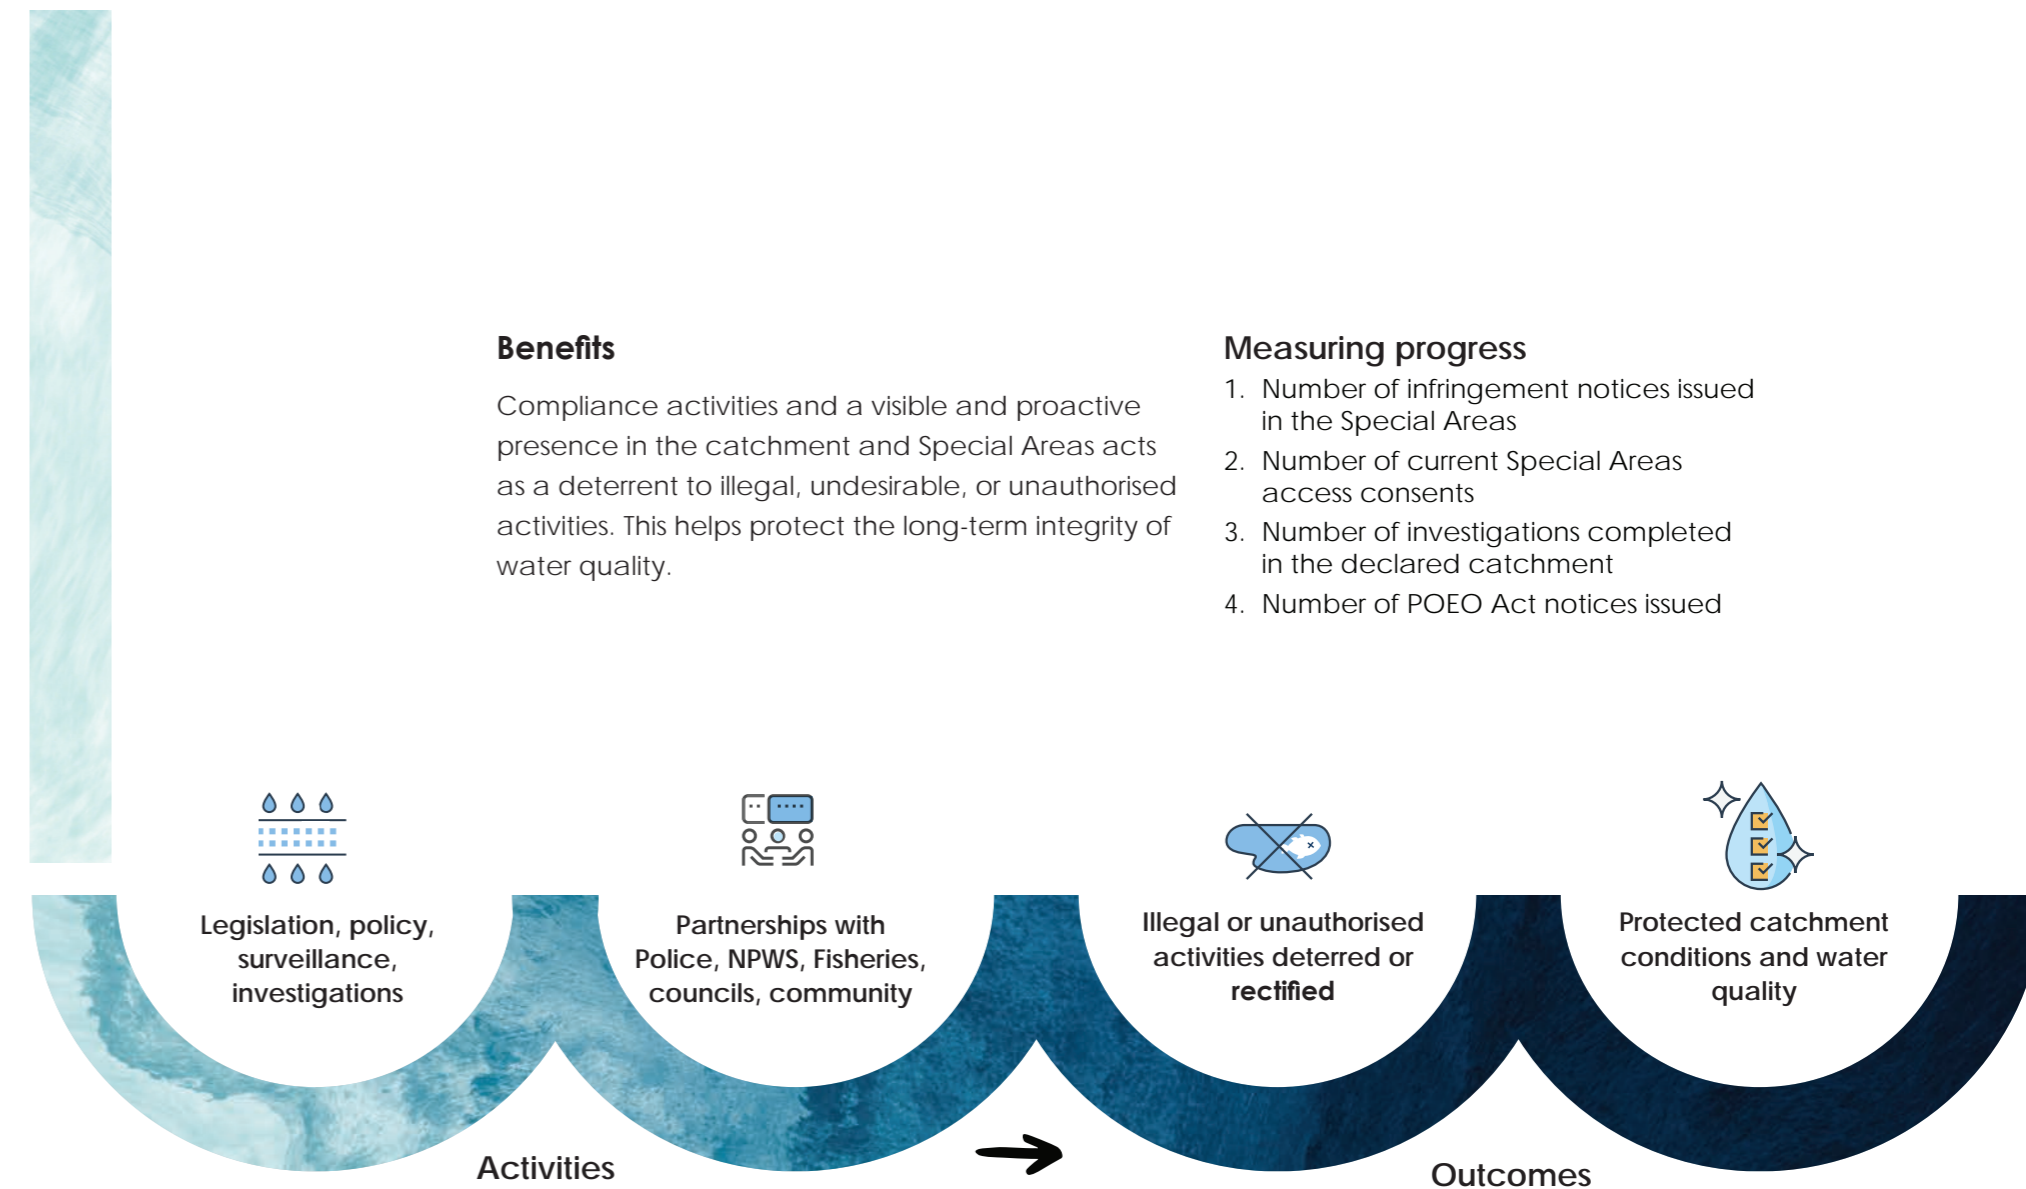 Benefits
Compliance activities and a visible and proactive
presence in the catchment and Special Areas acts
as a deterrent to illegal, undesirable, or unauthorised
activities. This helps protect the long-term integrity of
water quality.
Measuring progress
1. Number of infringement notices issued
in the Special Areas
2. Number of current Special Areas
access consents
3. Number of investigations completed
in the declared catchment
4. Number of POEO Act notices issued
Legislation, policy,
surveillance,
investigations
Partnerships with
Police, NPWS, Fisheries,
councils, community
Illegal or unauthorised
activities deterred or
rectified
Protected catchment
conditions and water
quality
Activities
Outcomes